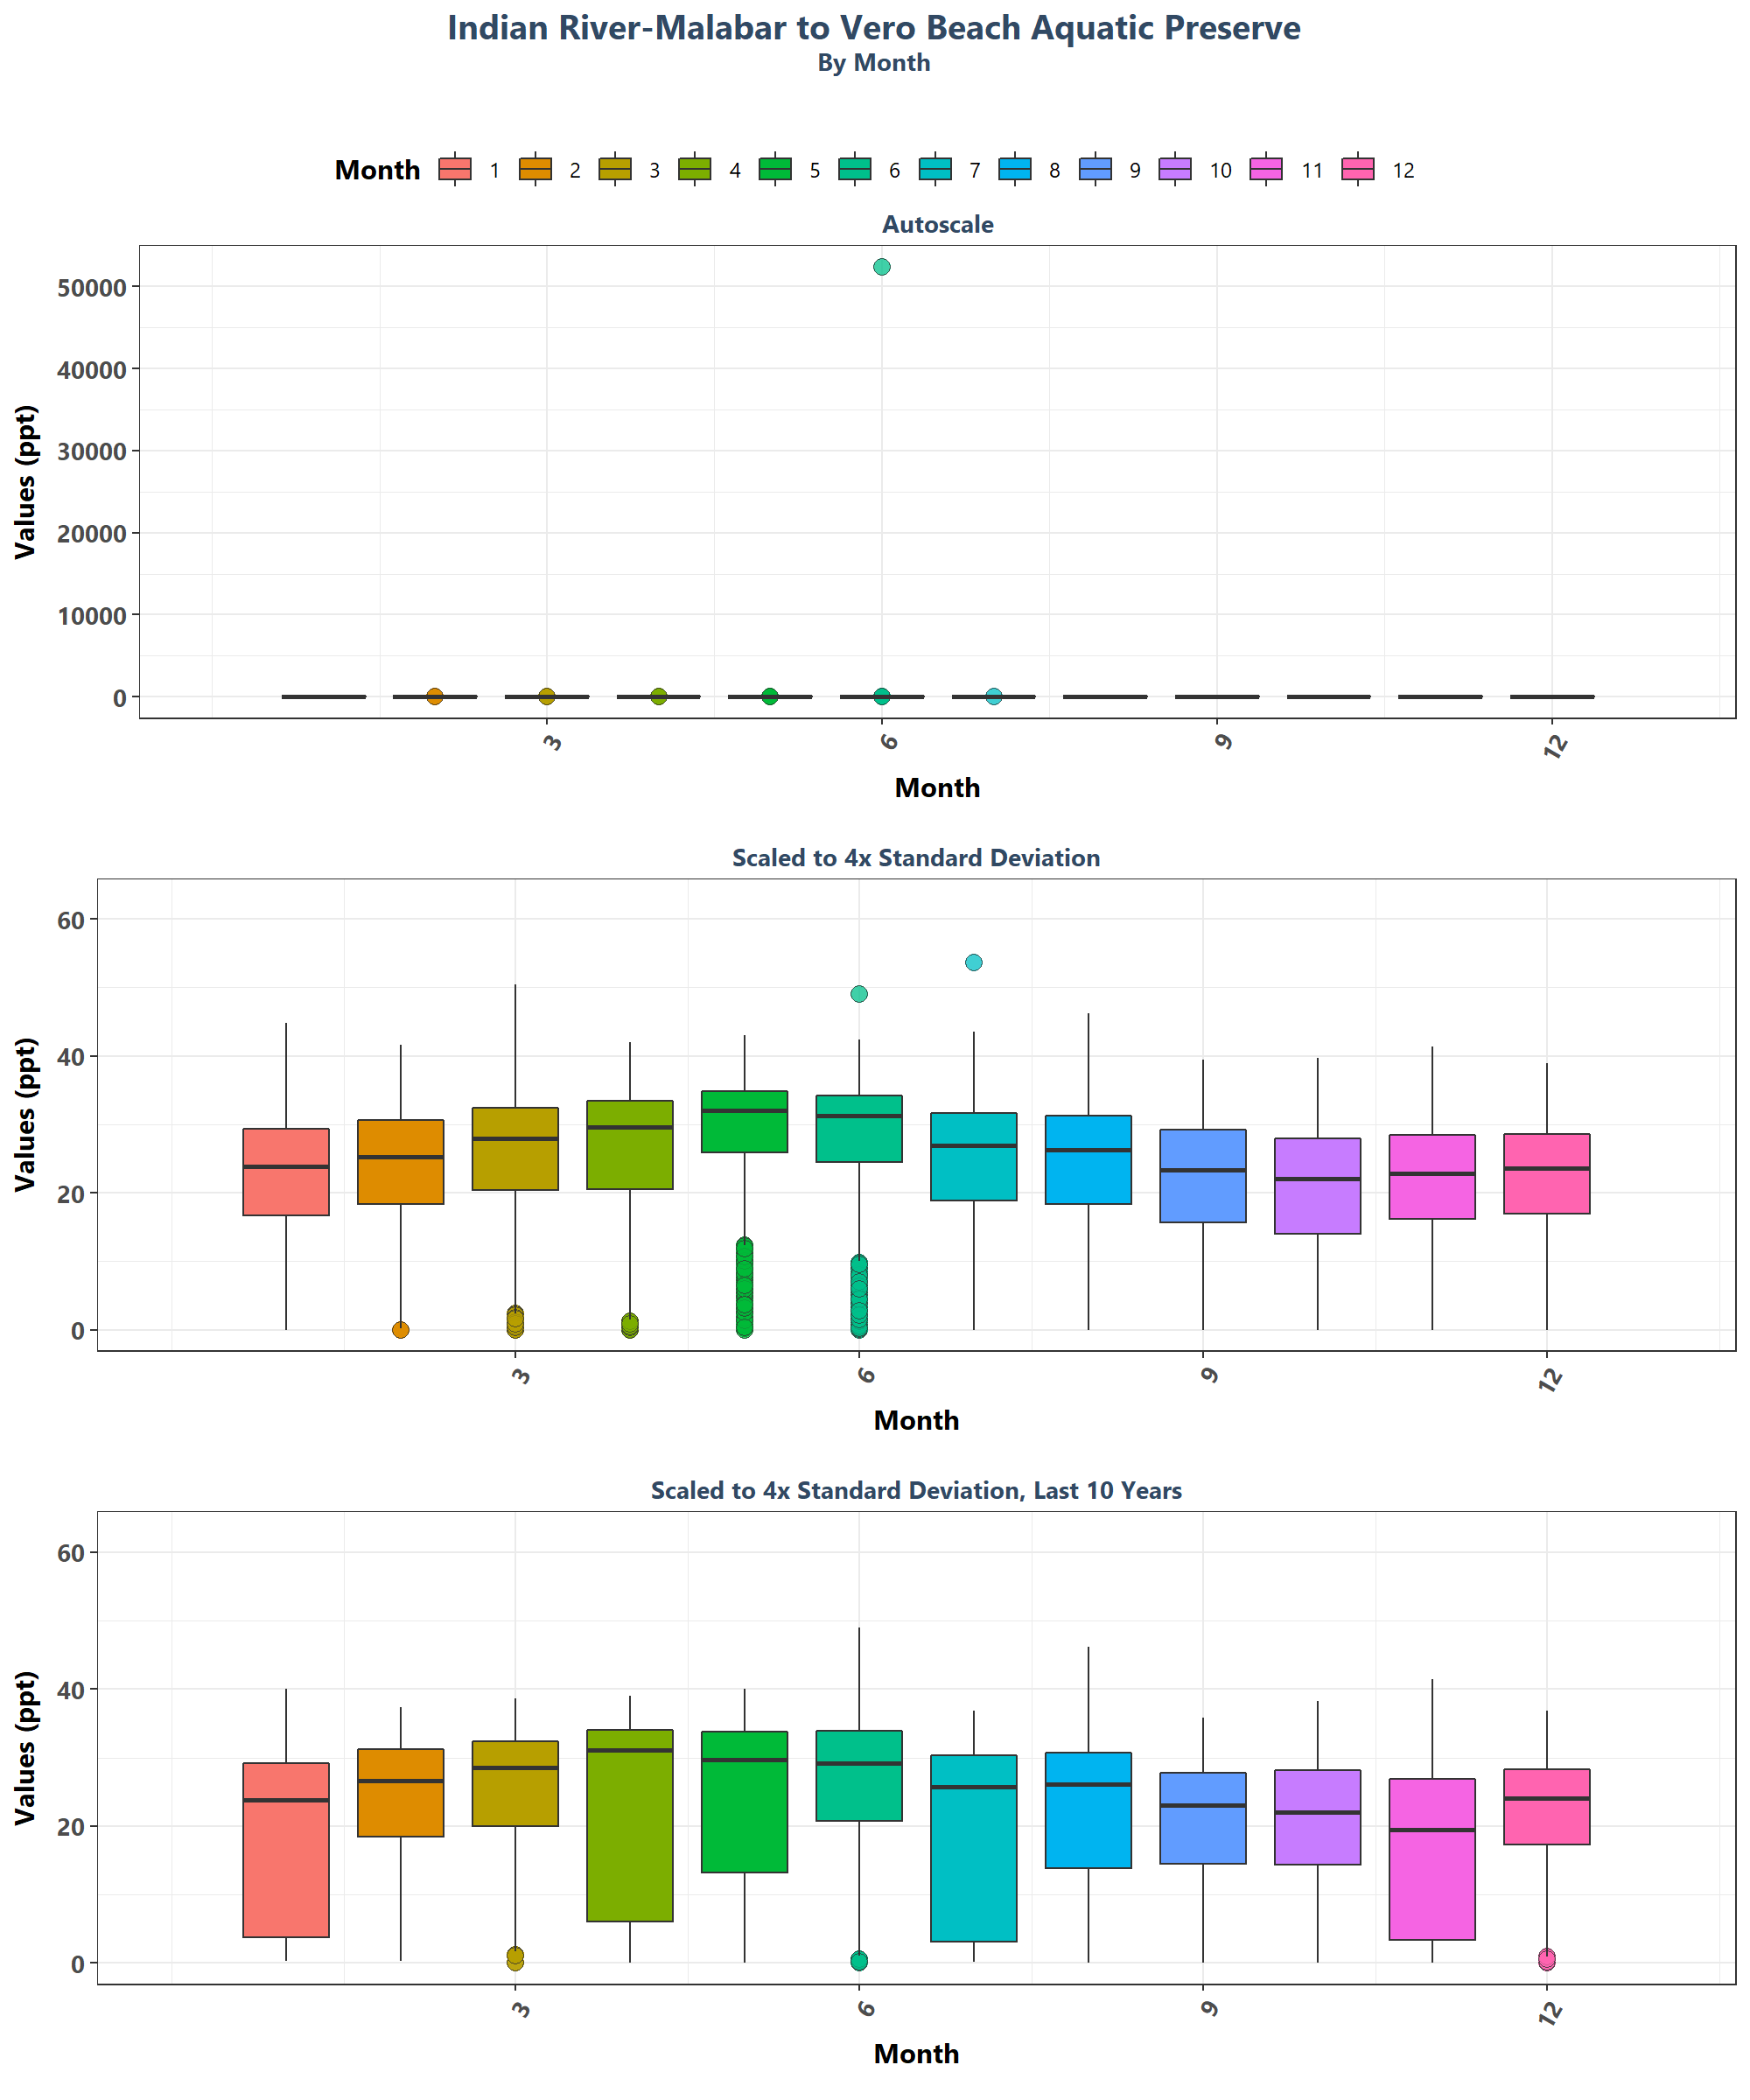 Indian River-Malabar to Vero Beach Aquatic Preserve
By Month
Month 1 2 3 4 5 6 7 8 9 10 11 12
Autoscale
Values (ppt)
50000
40000
30000
20000
10000
0
3 6 9 12
Month
Scaled to 4x Standard Deviation
Values (ppt)
60
40
20
0
3 6 9 12
Month
Scaled to 4x Standard Deviation, Last 10 Years
Values (ppt)
60
40
20
0
3 6 9 12
Month